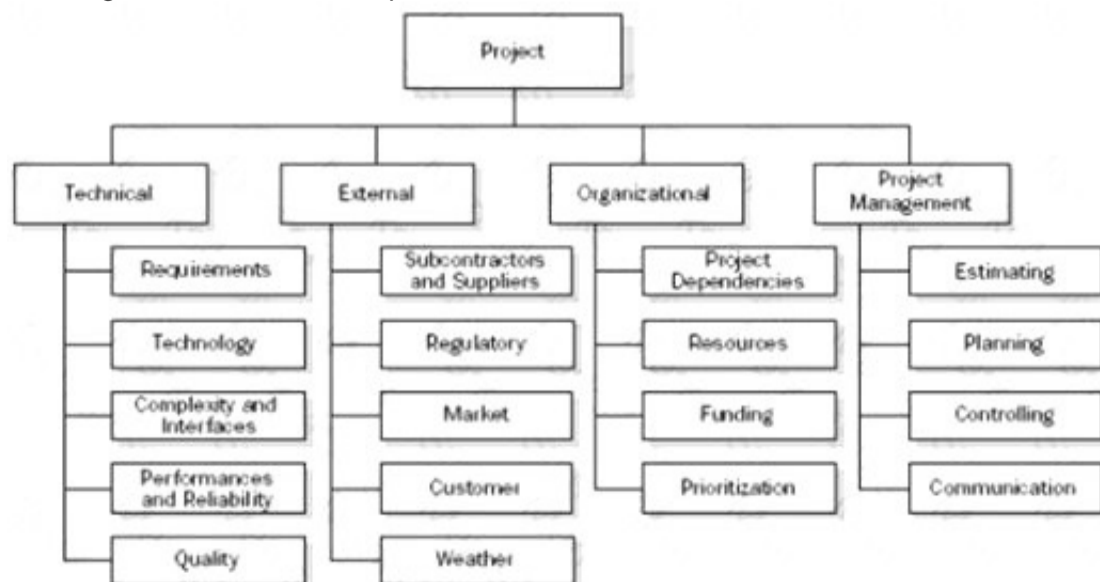 Project
Technical
External
Organizational
Project
Management
Requirements
Technology
Complexity and
Interfaces
Performances
and Reliability
Quality
Subcontractors
and Suppliers
Regulatory
Market
Customer
Weather
Project
Dependencies
Resources
Funding
Prioritization
Estimating
Planning
Controlling
Communication